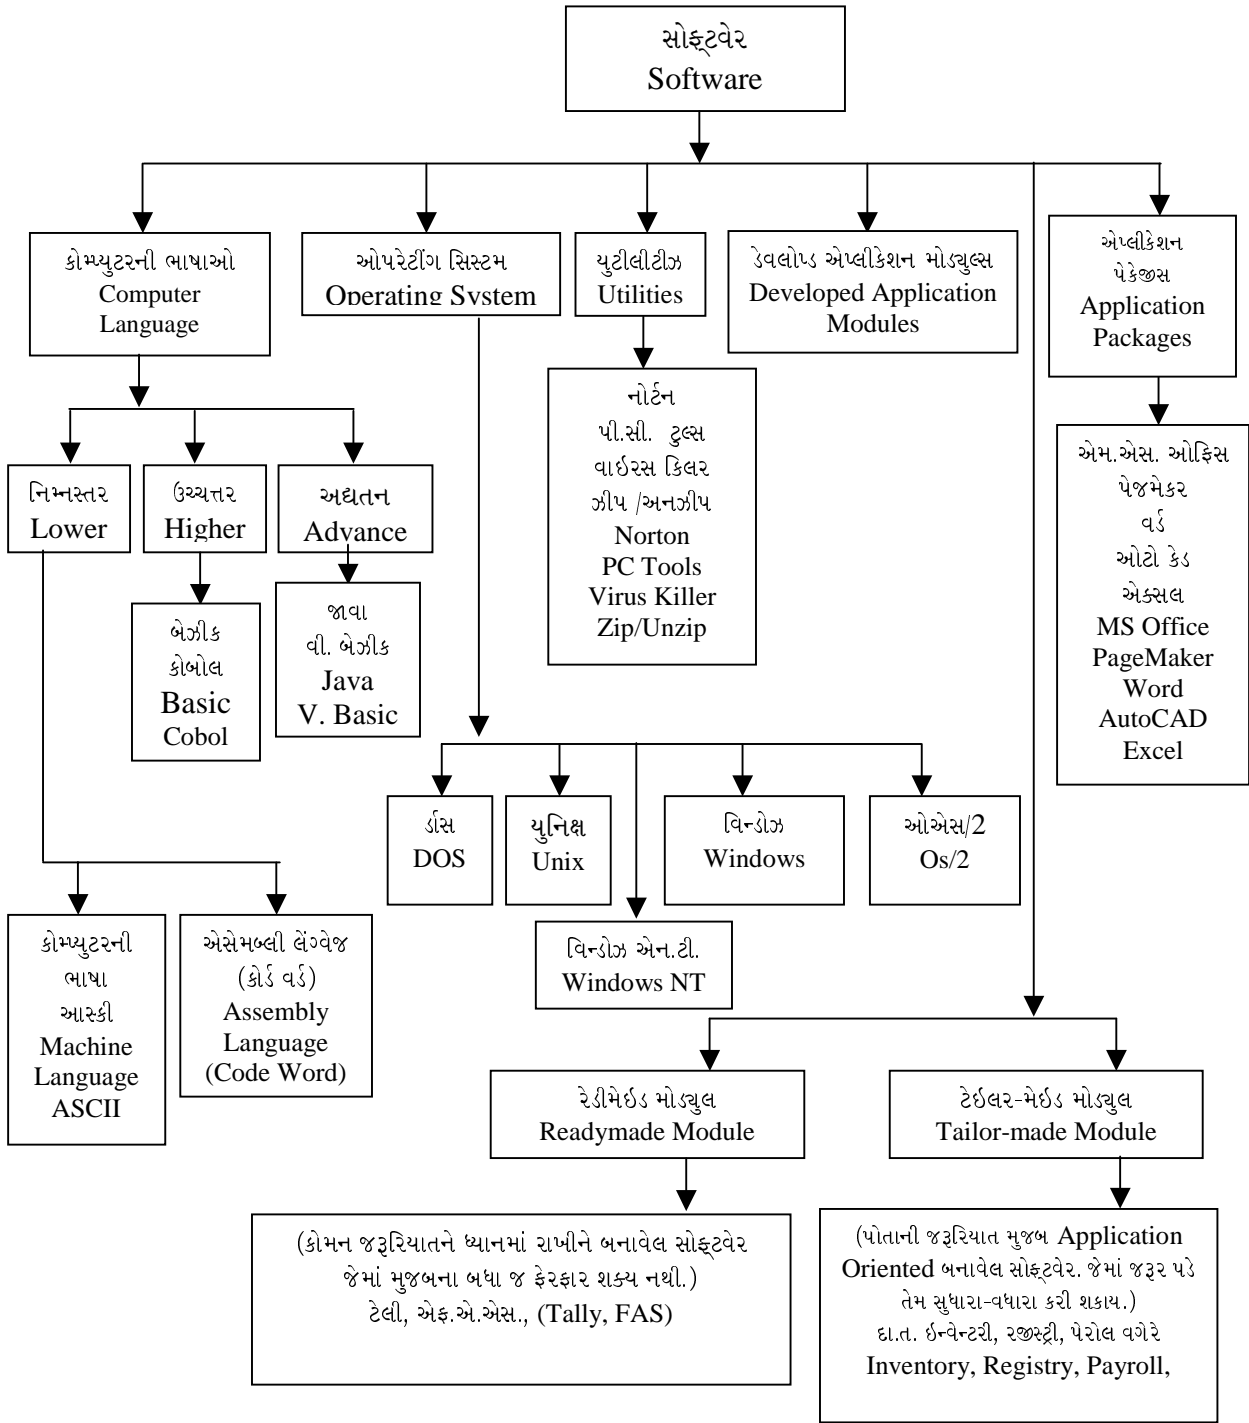 સોફ્ટવેર
Software
કોમ્પ્યુટરની ભાષાઓ
Computer
Language
ઓપરેટીંગ સિસ્ટમ
Operating System
યુટીલીટીઝ
Utilities
ડેવલોપ્ડ એપ્લીકેશન મોડ્યુલ્સ
Developed Application
Modules
એપ્લીકેશન
પેકેજીસ
Application
Packages
નિમ્નસ્તર
Lower
ઉચ્ચત્તર
Higher
અદ્યતન
Advance
નોર્ટન
પી.સી. ટુલ્સ
વાઇરસ કિલર
ઝીપ /અનઝીપ
Norton
PC Tools
Virus Killer
Zip/Unzip
એમ.એસ. ઓફિસ
પેજમેકર
વર્ડ
ઓટો કેડ
એક્સલ
MS Office
PageMaker
Word
AutoCAD
Excel
બેઝીક
કોબોલ
Basic
Cobol
જાવા
વી. બેઝીક
Java
V. Basic
ર્ડાસ
DOS
યુનિક્ષ
Unix
વિન્ડોઝ
Windows
ઓએસ/2
Os/2
વિન્ડોઝ એન.ટી.
Windows NT
કોમ્પ્યુટરની
ભાષા
આસ્કી
Machine
Language
ASCII
એસેમબ્લી લેંગ્વેજ
(કોર્ડ વર્ડ)
Assembly
Language
(Code Word)
રેડીમેઇડ મોડ્યુલ
Readymade Module
ટેઇલર-મેઇડ મોડ્યુલ
Tailor-made Module
(કોમન જરૂરિયાતને ધ્યાનમાં રાખીને બનાવેલ સોફ્ટવેર
જેમાં મુજબના બધા જ ફેરફાર શક્ય નથી.)
ટેલી, એફ.એ.એસ., (Tally, FAS)
(પોતાની જરૂરિયાત મુજબ Application
Oriented બનાવેલ સોફ્ટવેર. જેમાં જરૂર પડે
તેમ સુધારા-વધારા કરી શકાય.)
દા.ત. ઇન્વેન્ટરી, રજીસ્ટ્રી, પેરોલ વગેરે
Inventory, Registry, Payroll,